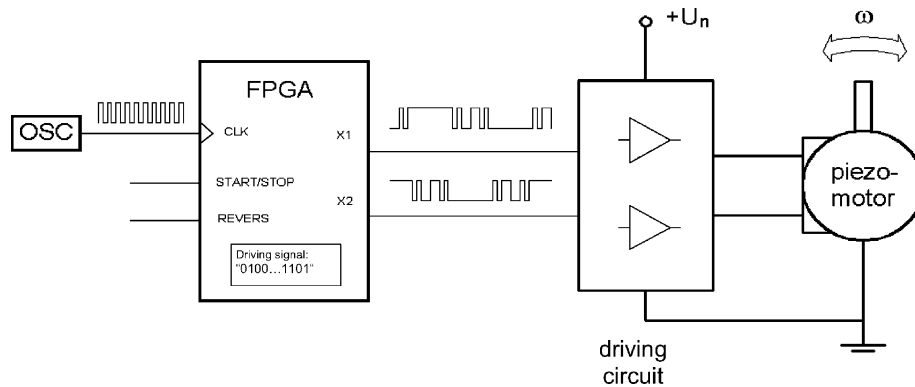 +Uₙ
ω
FPGA
OSC
CLK
X1
START/STOP
X2
REVERS
Driving signal:
"0100...1101"
piezo-
motor
driving
circuit